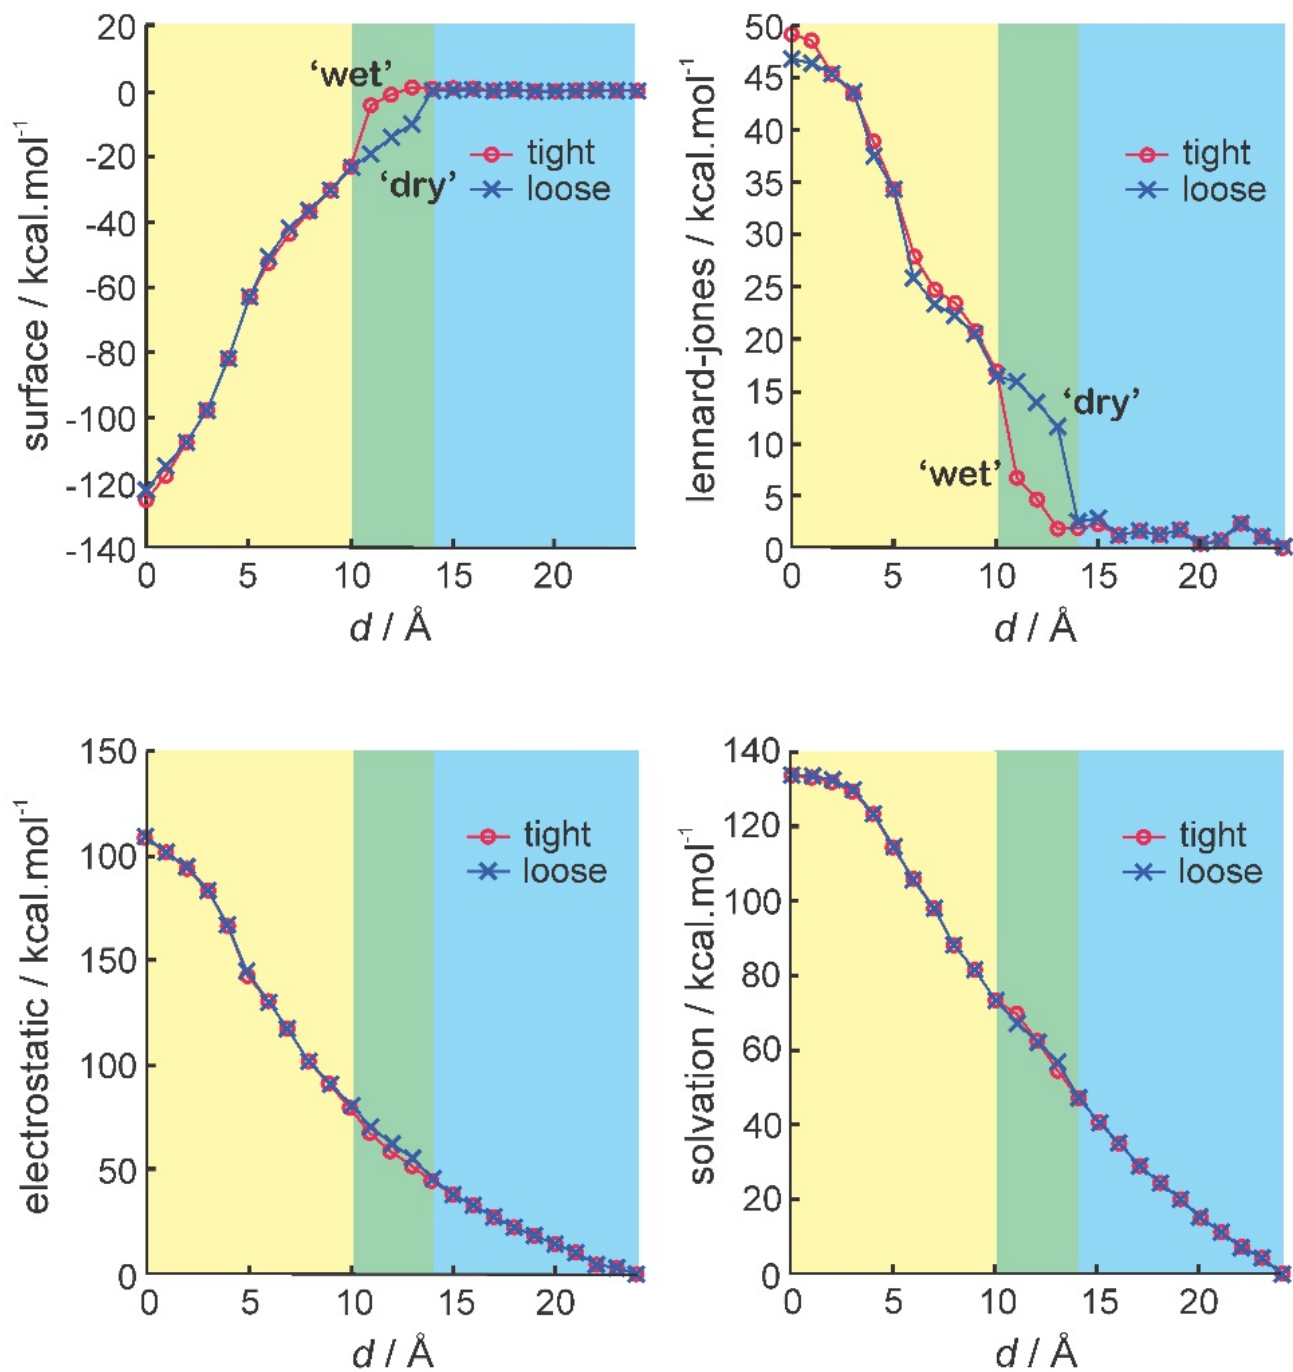 20
0
-20
-40
-60
-80
-100
-120
-140
surface / kcal.mol-1
‘wet’
‘dry’
tight
loose
0 5 10 15 20
d / Å
50
45
40
35
30
25
20
15
10
5
0
lennard-jones / kcal.mol-1
tight
loose
‘dry’
‘wet’
0 5 10 15 20
d / Å
150
100
150
100
50
0
electrostatic / kcal.mol-1
tight
loose
0 5 10 15 20
d / Å
140
120
100
80
60
40
20
0
solvation / kcal.mol-1
tight
loose
0 5 10 15 20
d / Å